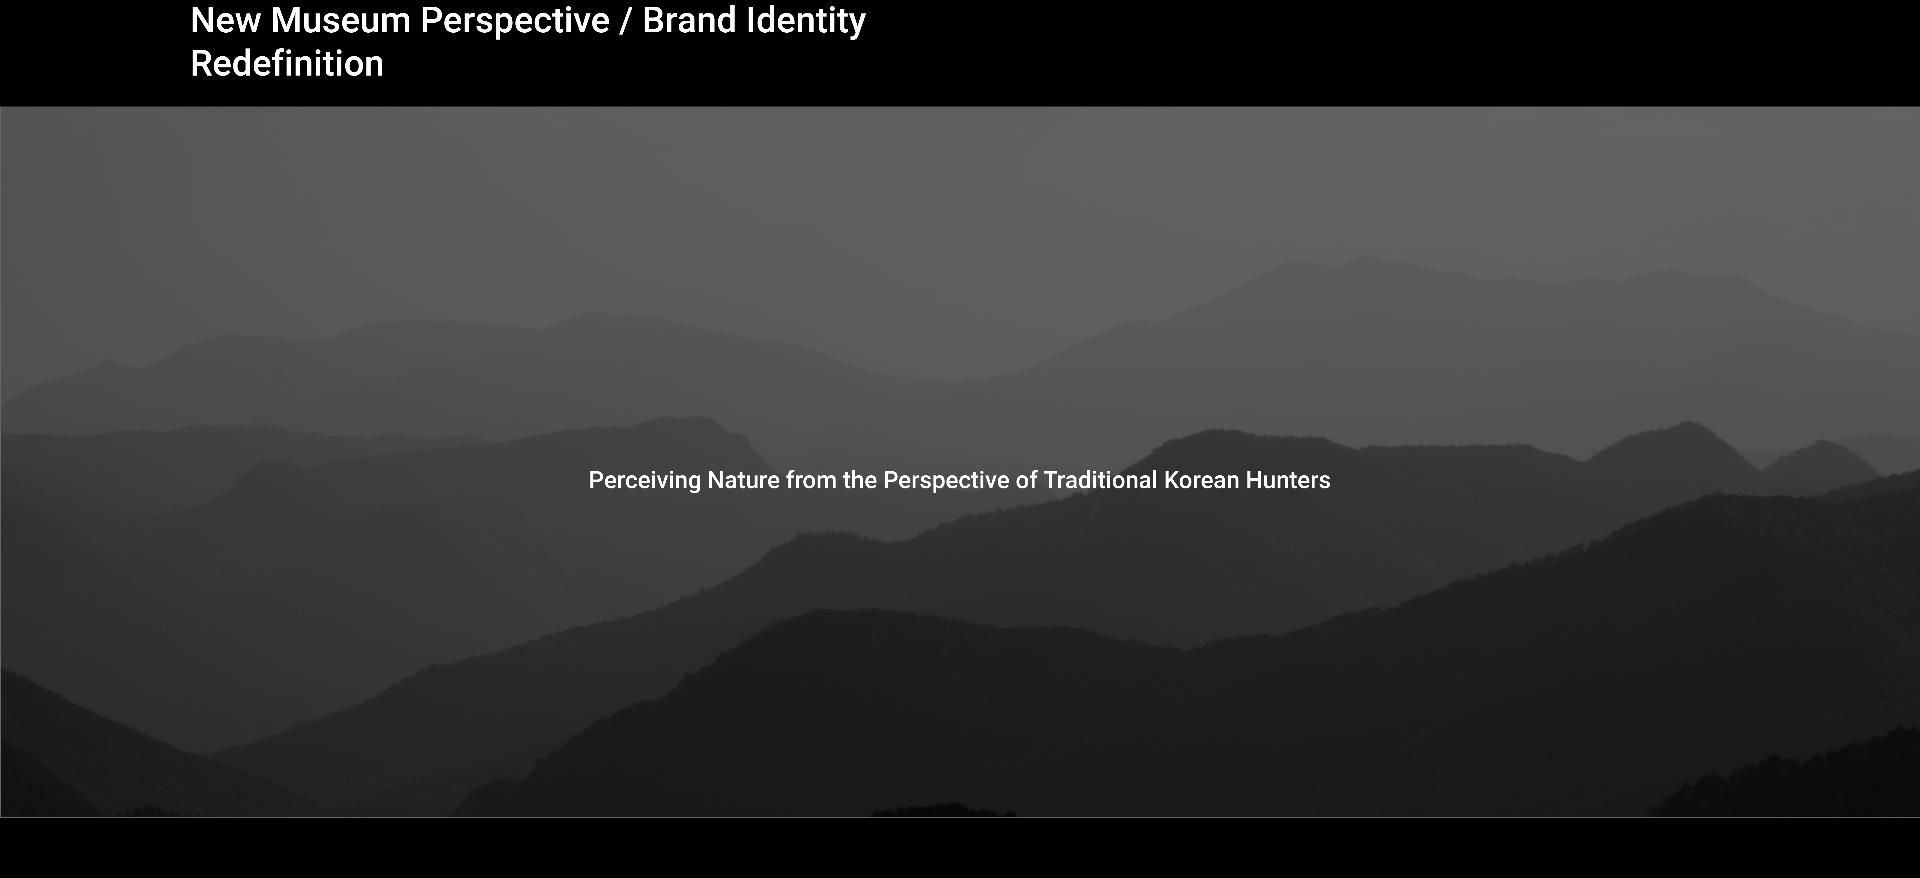 New Museum Perspective / Brand Identity
Redefinition
Perceiving Nature from the Perspective of Traditional Korean Hunters